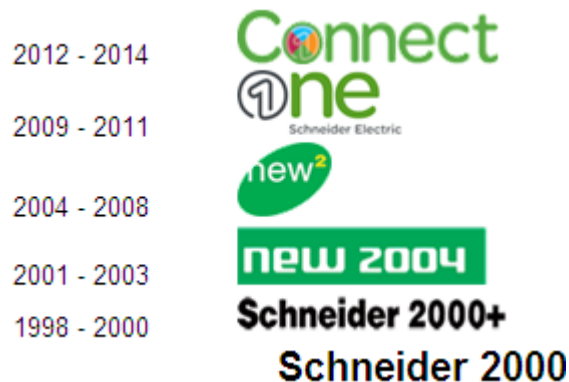 2012 - 2014 Connect
2009 - 2011 One
Schneider Electric
new²
2004 - 2008
2001 - 2003 new 2004
1998 - 2000 Schneider 2000+
Schneider 2000